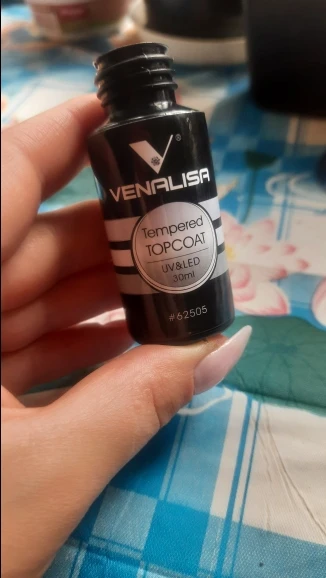 ®
VENALISA
Tempered
TOPCOAT
UV&LED
30ml
#62505